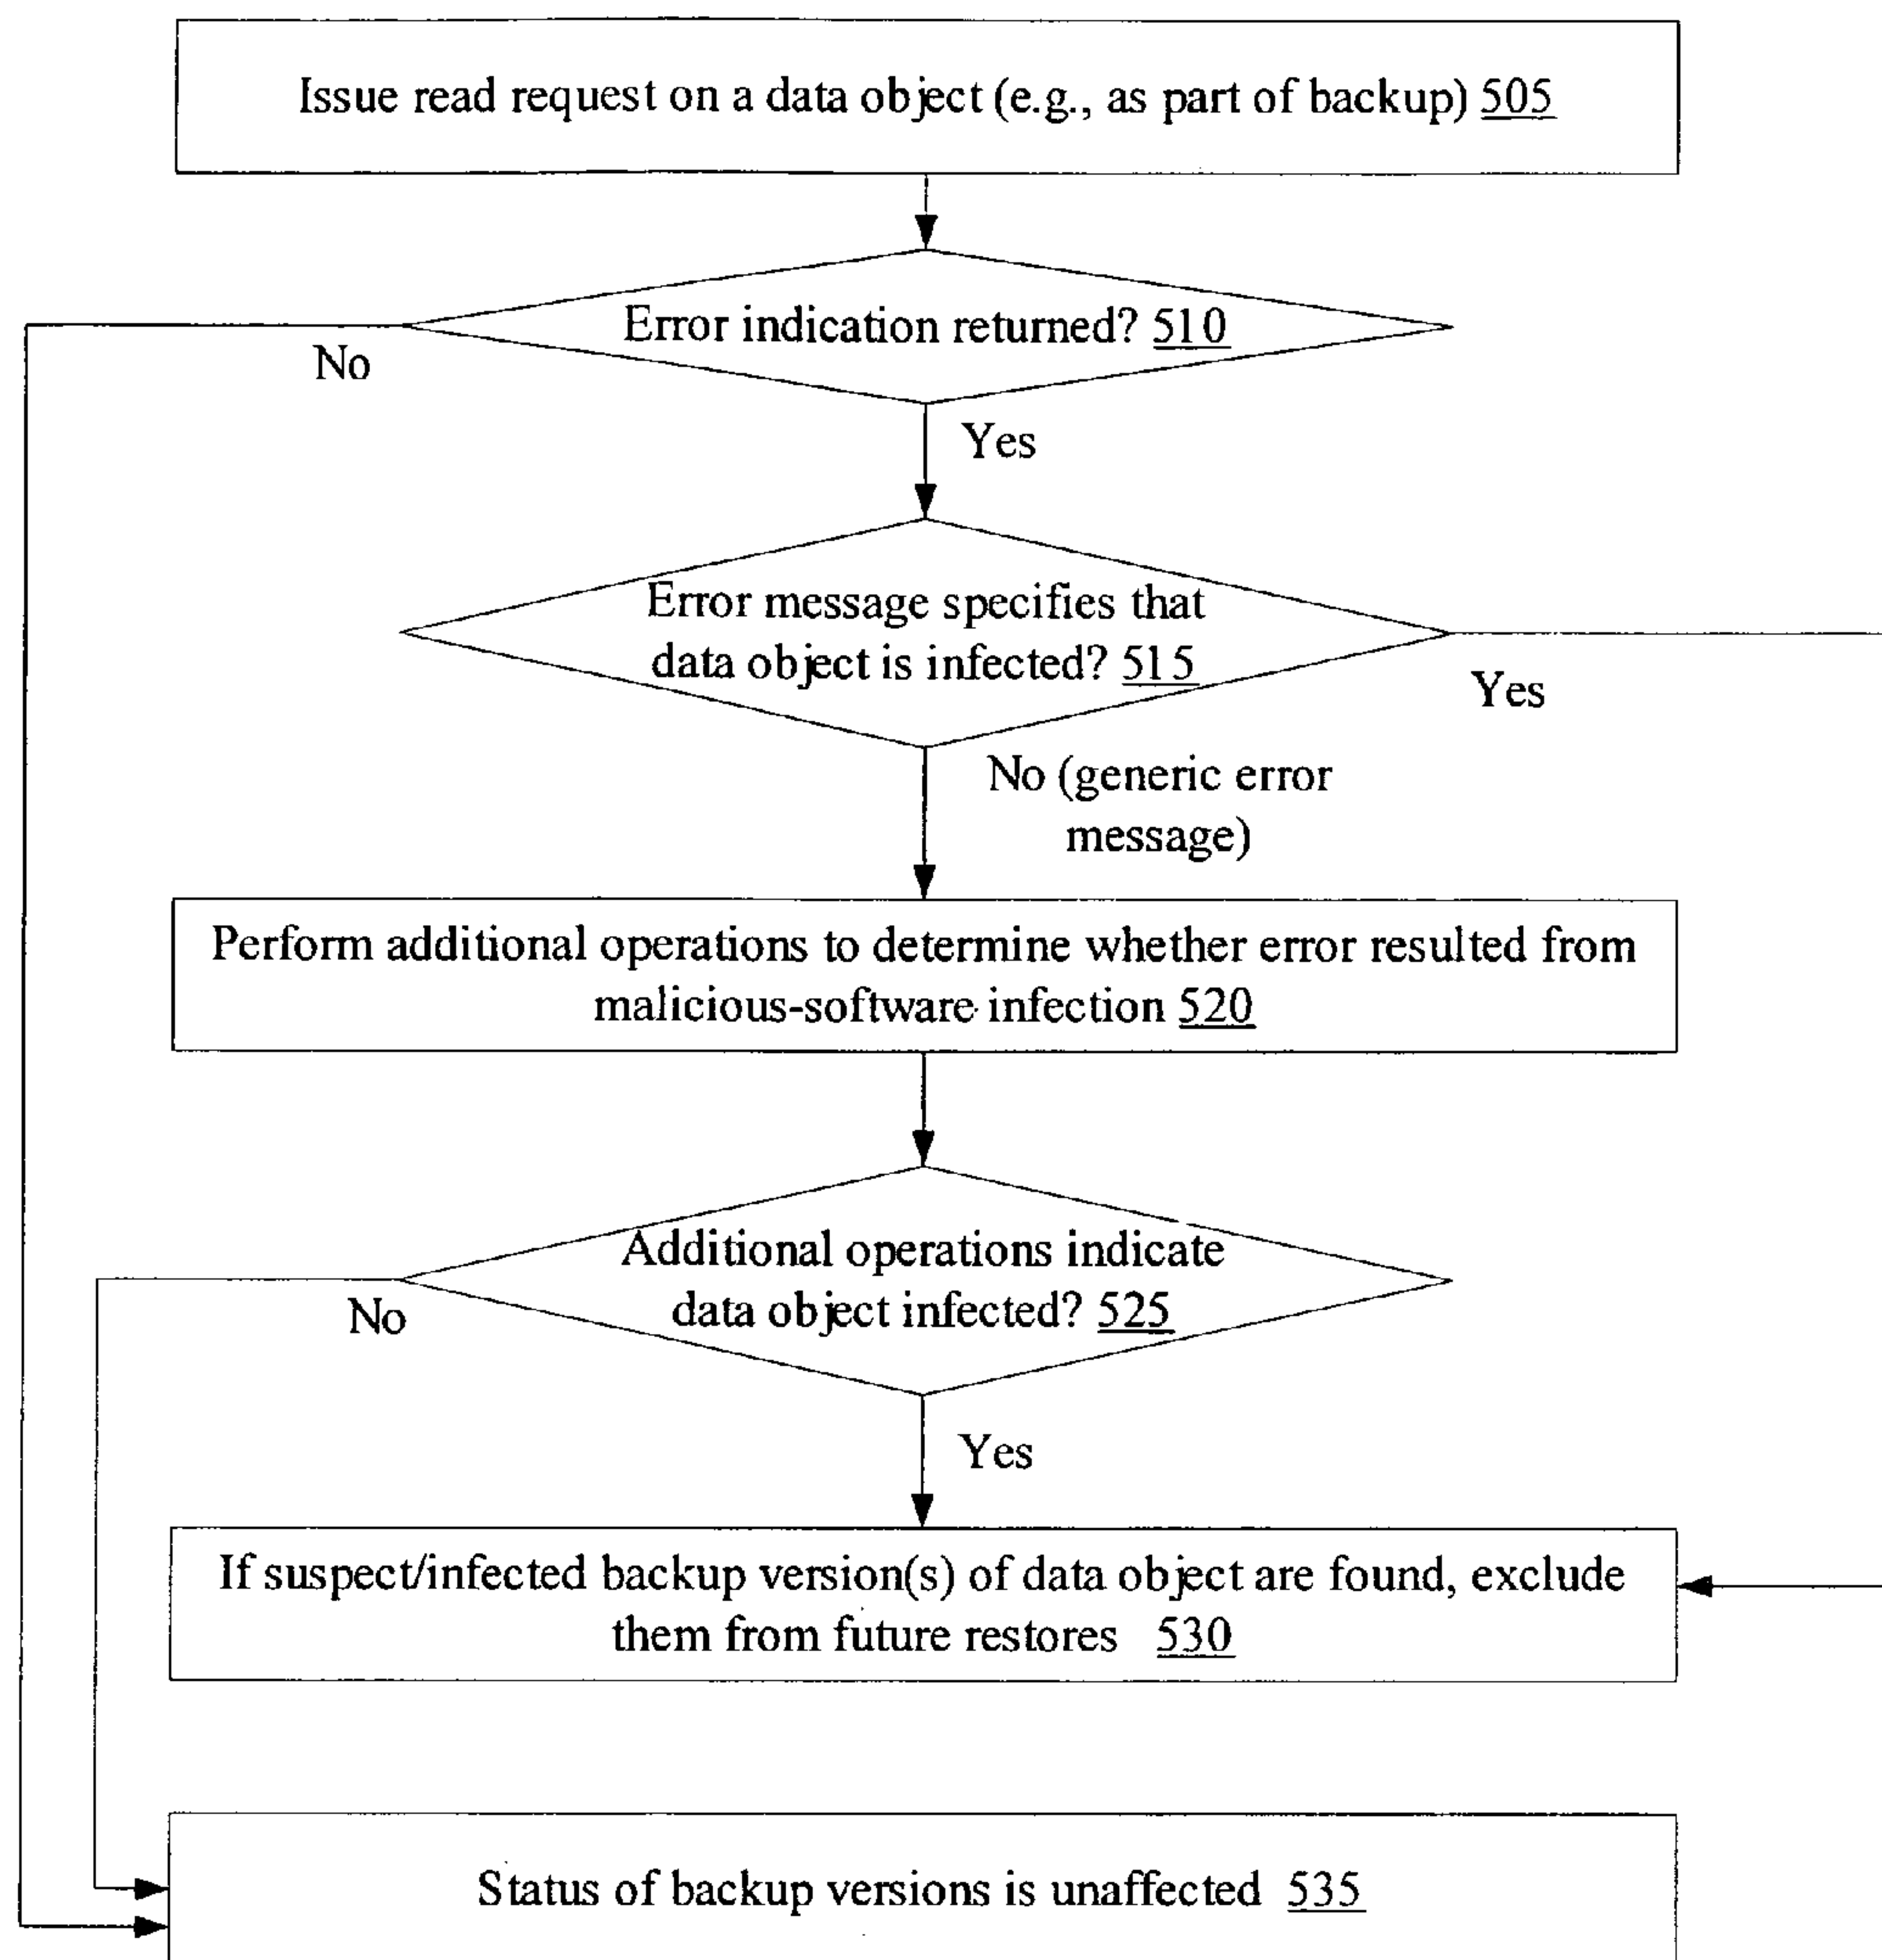 Issue read request on a data object (e.g., as part of backup) 505
Error indication returned? 510
No
Yes
Error message specifies that
data object is infected? 515
Yes
No (generic error
message)
Perform additional operations to determine whether error resulted from
malicious-software infection 520
Additional operations indicate
data object infected? 525
No
Yes
If suspect/infected backup version(s) of data object are found, exclude
them from future restores 530
Status of backup versions is unaffected 535